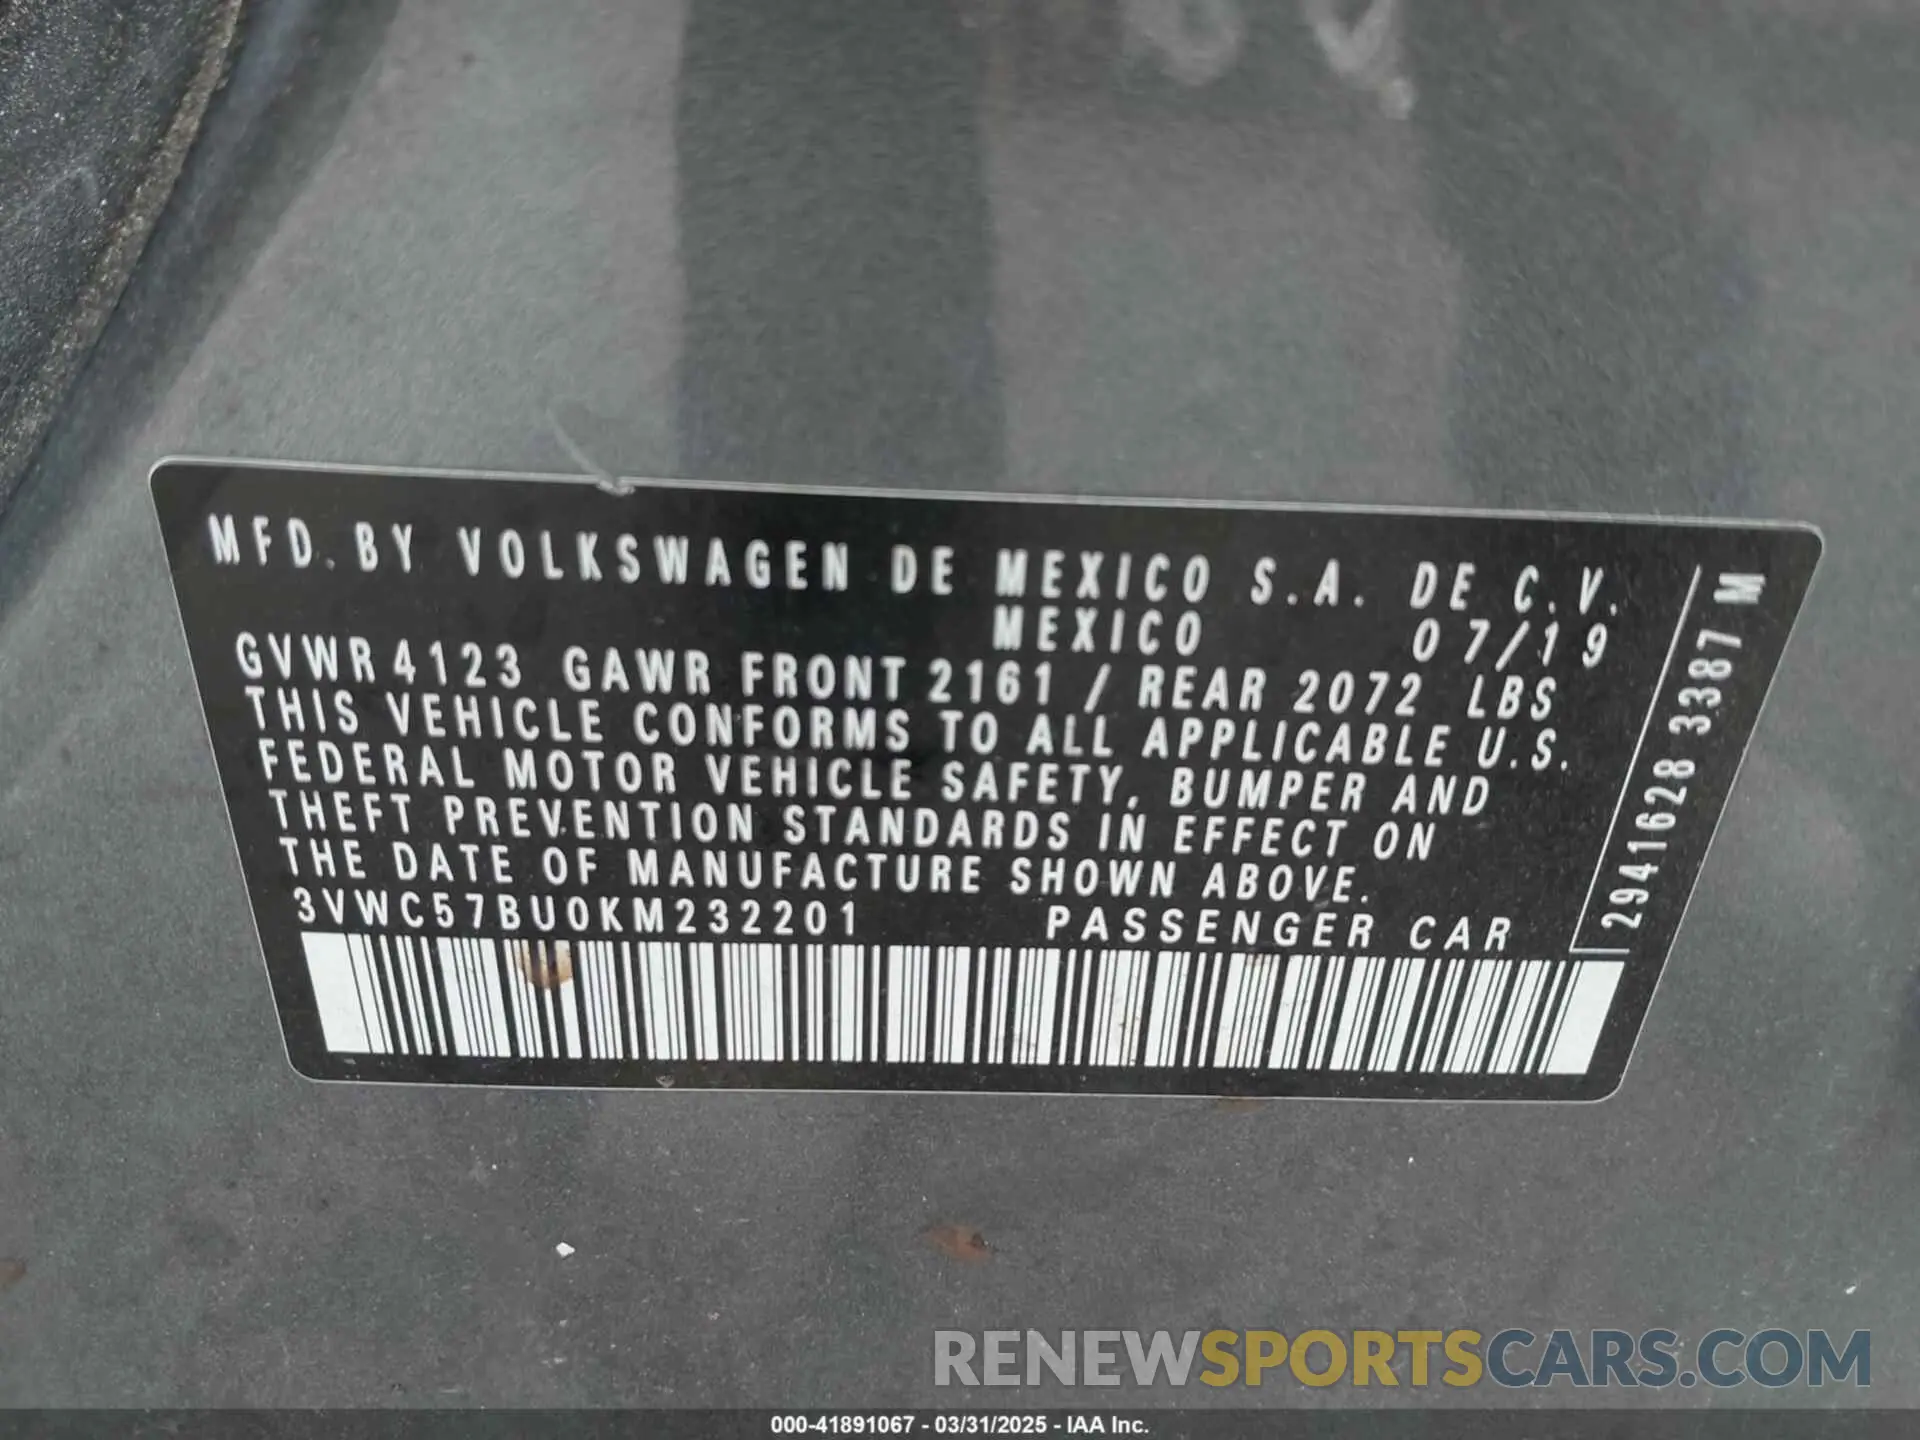 MFD. BY VOLKSWAGEN DE MEXICO S.A. DE C.V.
MEXICO 07/19
GVWR 4123 GAWR FRONT 2161 / REAR 2072 LBS
THIS VEHICLE CONFORMS TO ALL APPLICABLE U.S.
FEDERAL MOTOR VEHICLE SAFETY, BUMPER AND
THEFT PREVENTION STANDARDS IN EFFECT ON
THE DATE OF MANUFACTURE SHOWN ABOVE.
3VWC57BU0KM232201 PASSENGER CAR
2941628 3387 M
RENEWSPORTSCARS.COM
000-41891067 - 03/31/2025 - IAA Inc.